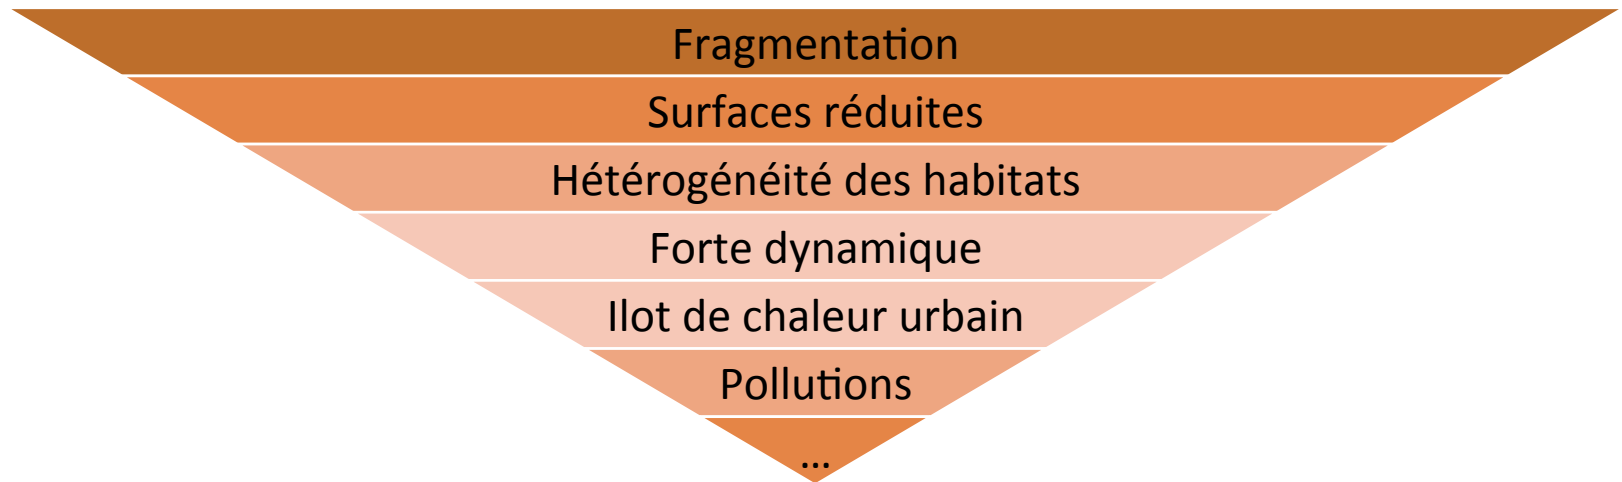 Fragmentation
Surfaces réduites
Hétérogénéité des habitats
Forte dynamique
Ilot de chaleur urbain
Pollutions
...